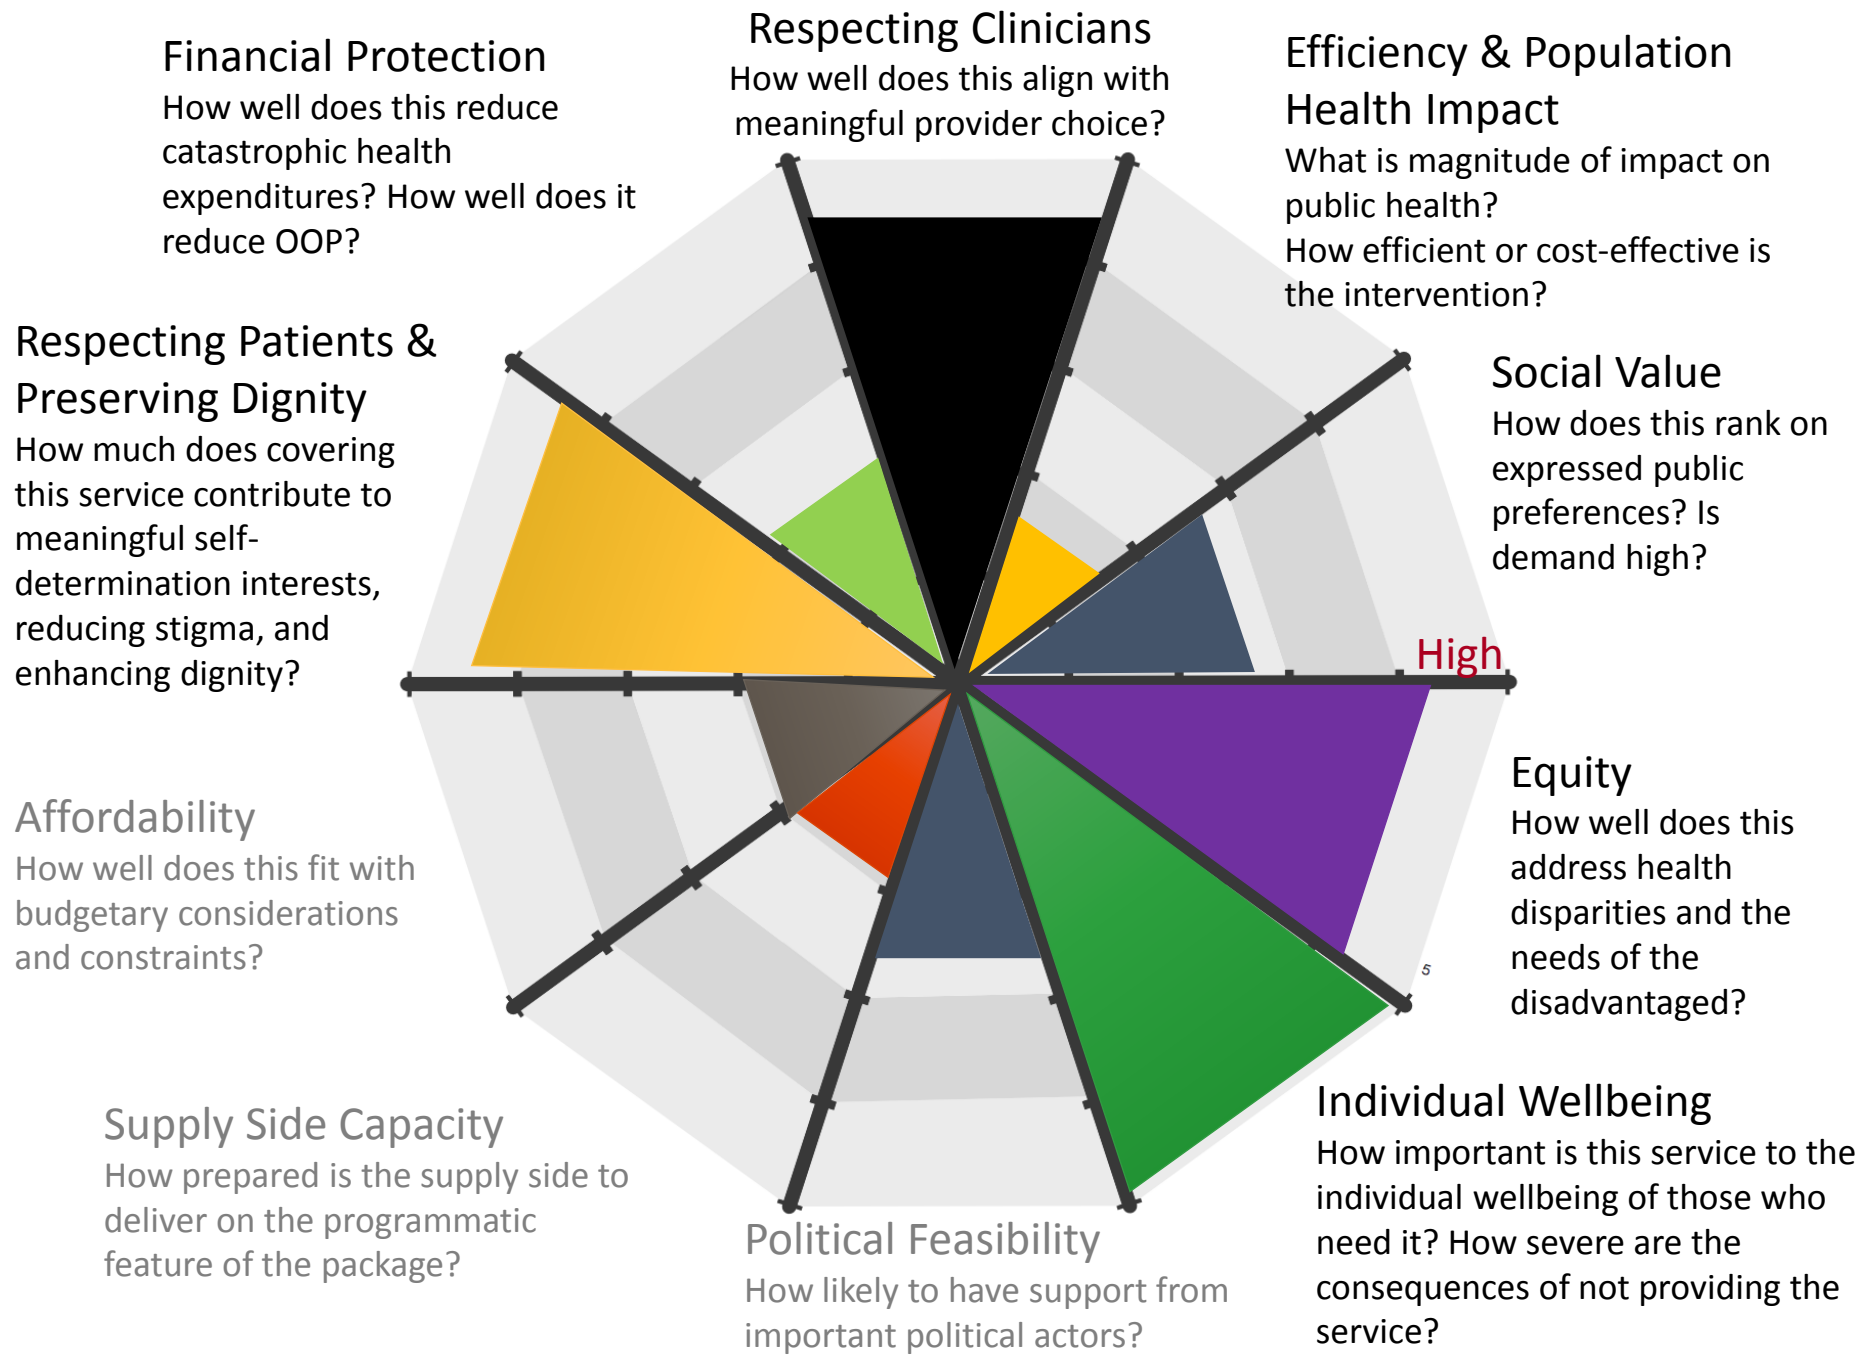 Respecting Clinicians
How well does this align with
meaningful provider choice?
Financial Protection
How well does this reduce
catastrophic health
expenditures? How well does it
reduce OOP?
Efficiency & Population
Health Impact
What is magnitude of impact on
public health?
How efficient or cost-effective is
the intervention?
Respecting Patients &
Preserving Dignity
How much does covering
this service contribute to
meaningful self-
determination interests,
reducing stigma, and
enhancing dignity?
Social Value
How does this rank on
expressed public
preferences? Is
demand high?
High
Equity
How well does this
address health
disparities and the
needs of the
disadvantaged?
5
Affordability
How well does this fit with
budgetary considerations
and constraints?
Individual Wellbeing
How important is this service to the
individual wellbeing of those who
need it? How severe are the
consequences of not providing the
service?
Supply Side Capacity
How prepared is the supply side to
deliver on the programmatic
feature of the package?
Political Feasibility
How likely to have support from
important political actors?